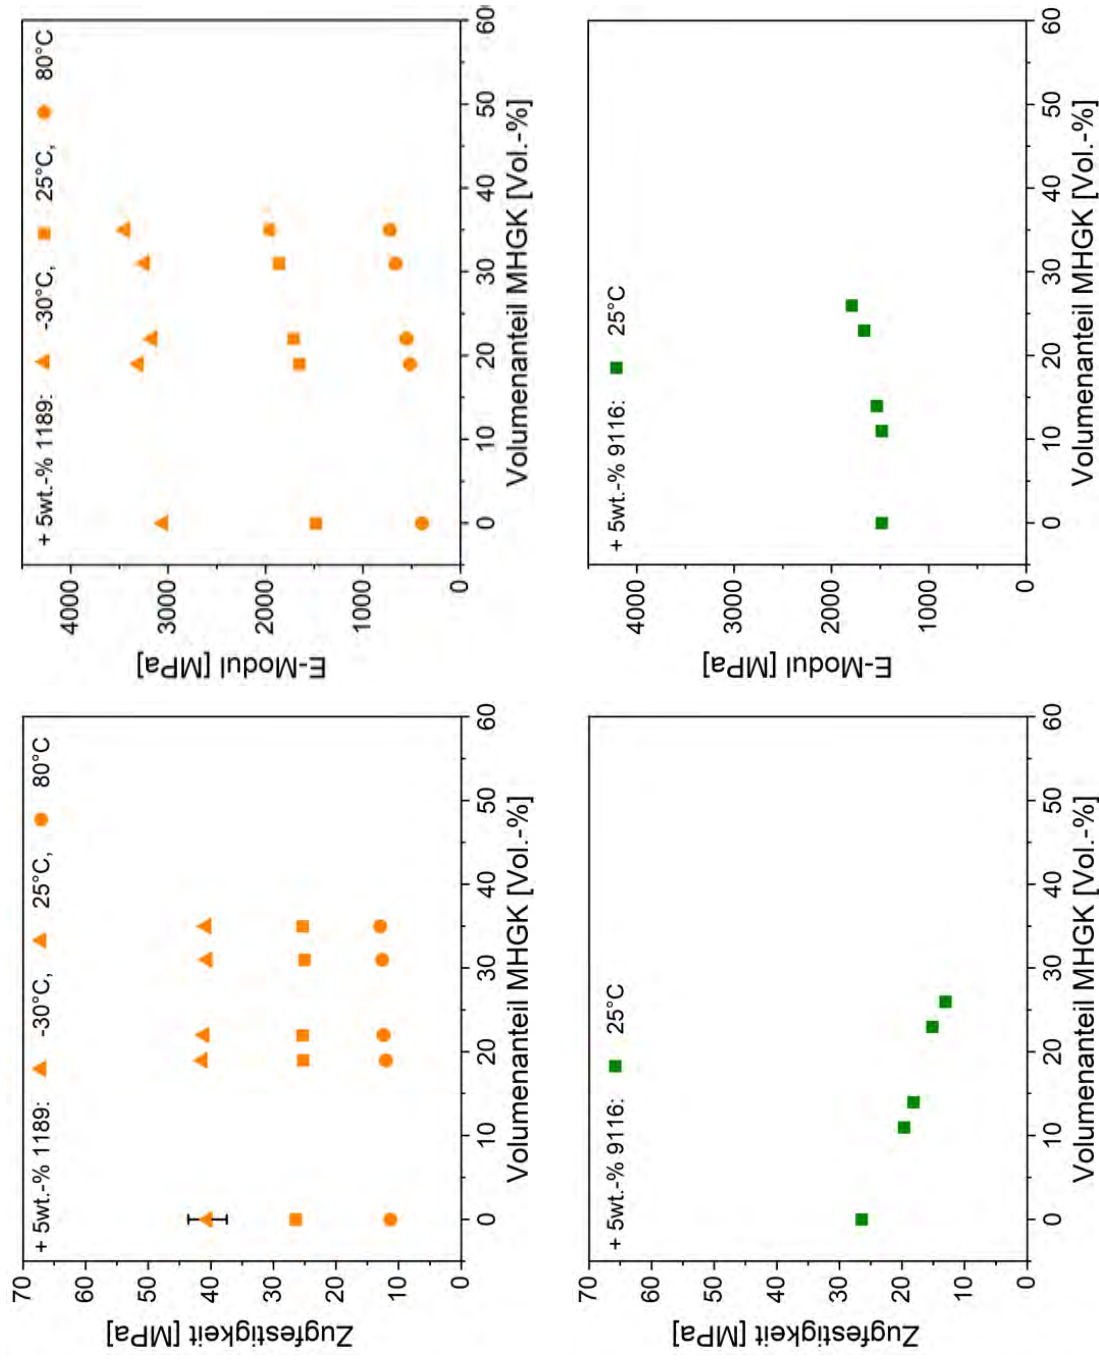 + 5wt.-% 1189: -30°C, 25°C, 80°C
70
60
50
40
30
20
10
0
Zugfestigkeit [MPa]
0 10 20 30 40 50 60
Volumenanteil MHGK [Vol.-%]
+ 5wt.-% 1189: -30°C, 25°C, 80°C
4000
3000
2000
1000
0
E-Modul [MPa]
0 10 20 30 40 50 60
Volumenanteil MHGK [Vol.-%]
+ 5wt.-% 9116: 25°C
70
60
50
40
30
20
10
0
Zugfestigkeit [MPa]
0 10 20 30 40 50 60
Volumenanteil MHGK [Vol.-%]
+ 5wt.-% 9116: 25°C
4000
3000
2000
1000
0
E-Modul [MPa]
0 10 20 30 40 50 60
Volumenanteil MHGK [Vol.-%]